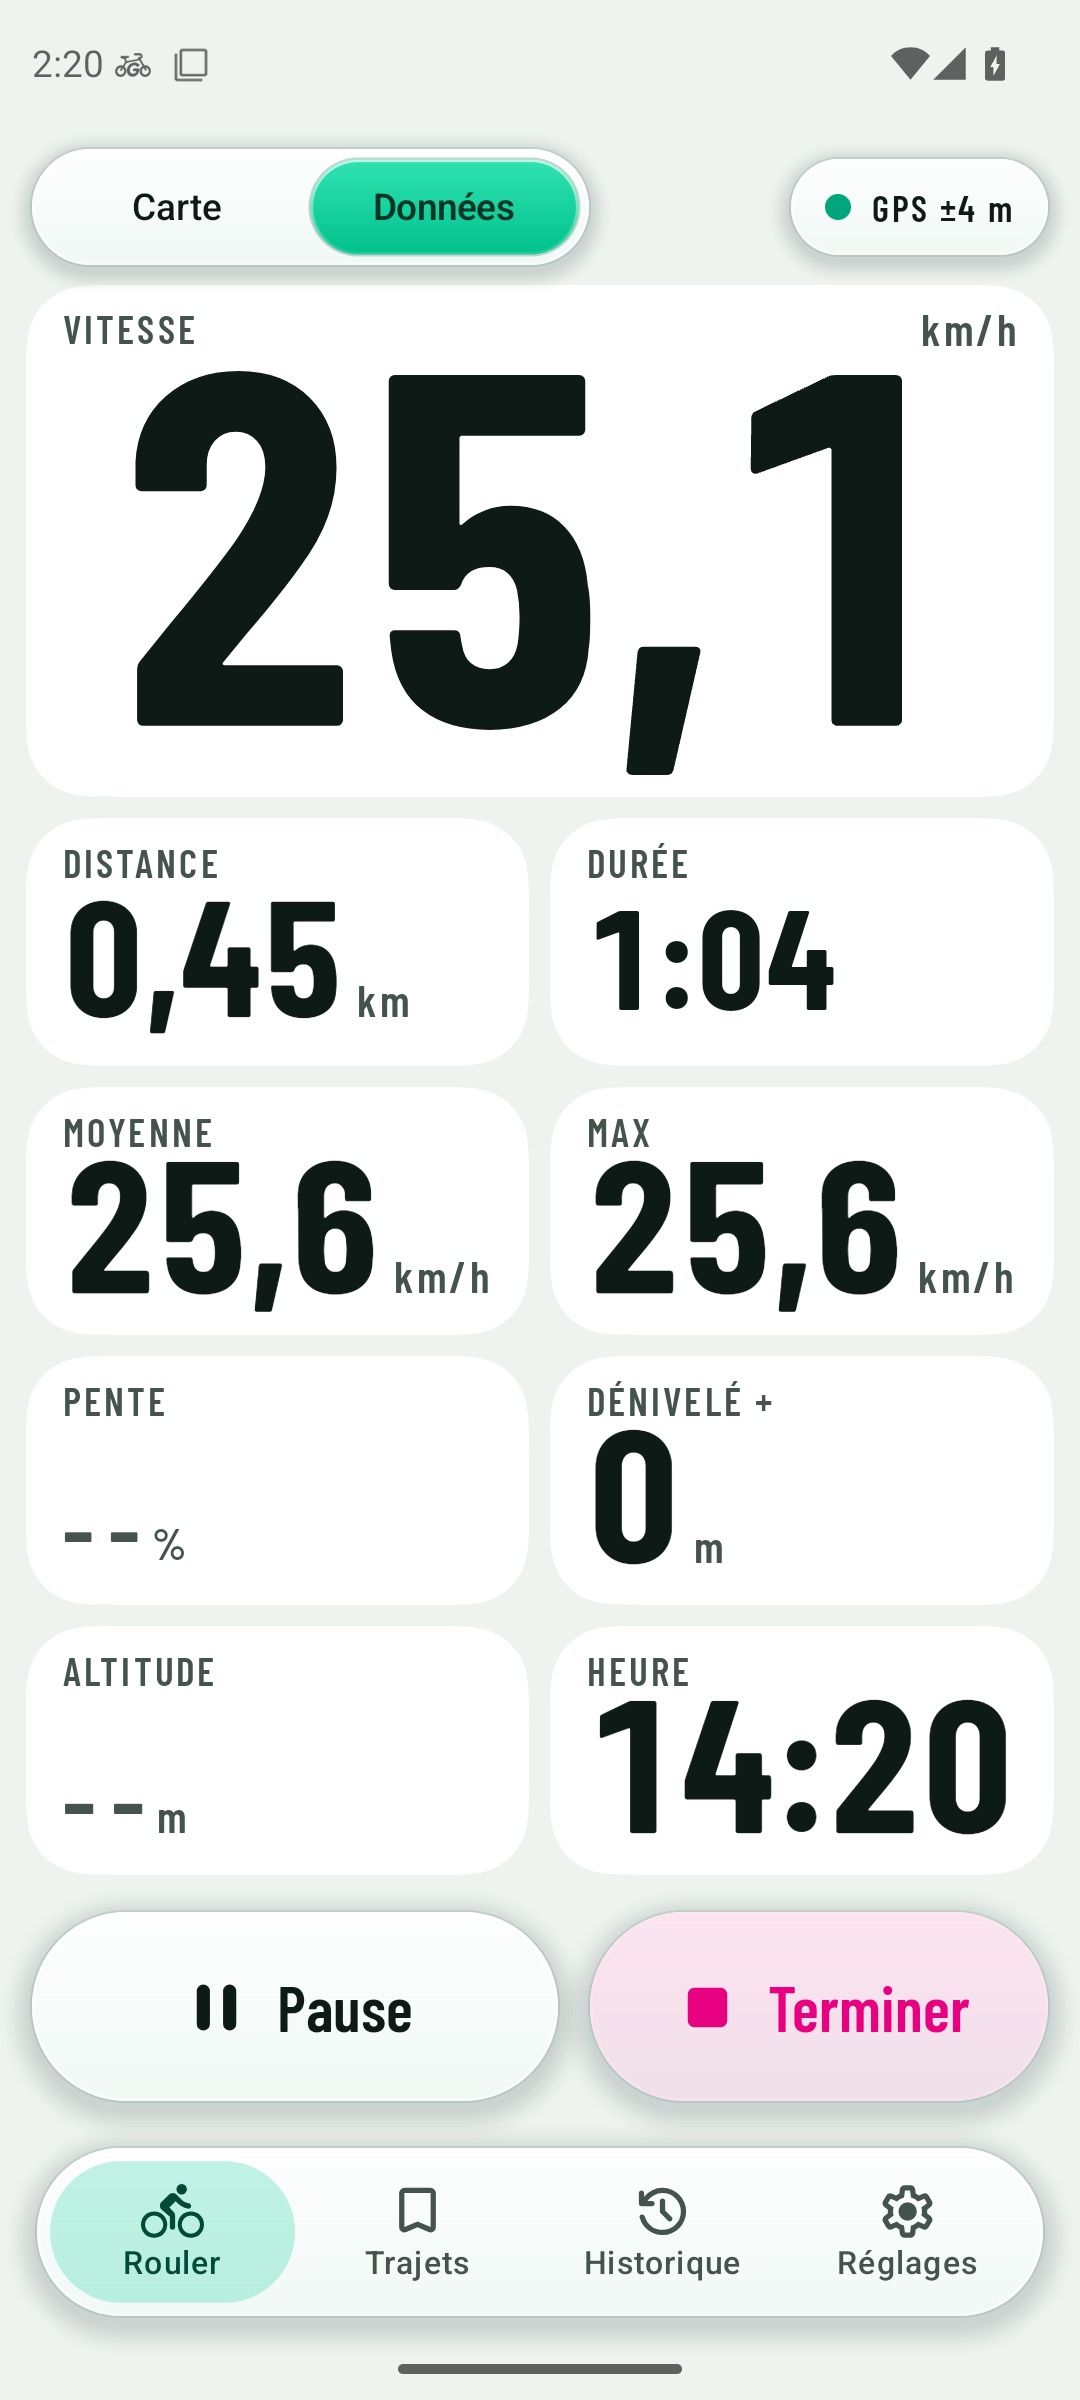 2:20
Carte
Données
GPS ±4 m
VITESSE
km/h
25,1
DISTANCE
0,45 km
DURÉE
1:04
MOYENNE
25,6 km/h
MAX
25,6 km/h
PENTE
-- %
DÉNIVELÉ +
0 m
ALTITUDE
-- m
HEURE
14:20
Pause
Terminer
Rouler
Trajets
Historique
Réglages